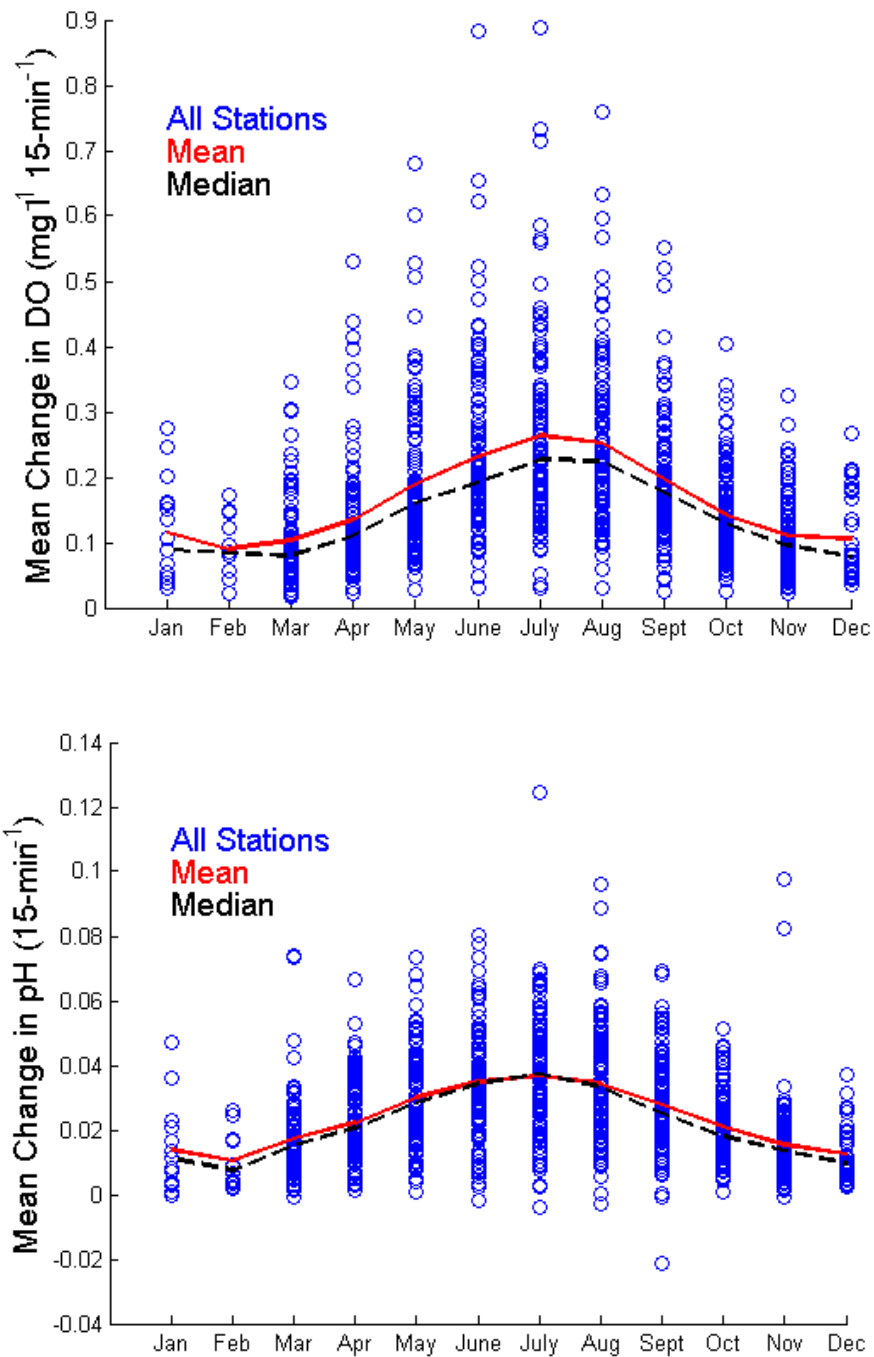 Mean Change in DO (mg l¹ 15-min⁻¹)
0.9
0.8
0.7
0.6
0.5
0.4
0.3
0.2
0.1
0
All Stations
Mean
Median
Jan Feb Mar Apr May June July Aug Sept Oct Nov Dec
Mean Change in pH (15-min⁻¹)
0.14
0.12
0.1
0.08
0.06
0.04
0.02
0
-0.02
-0.04
All Stations
Mean
Median
Jan Feb Mar Apr May June July Aug Sept Oct Nov Dec